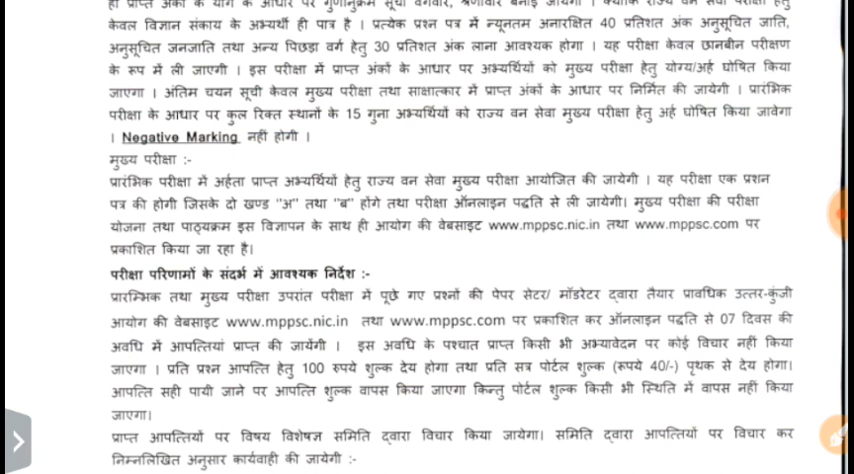 ही प्राप्त अंको के योग के आधार पर गुणानुक्रम सूची वर्गवार, श्रेणीवार बनाई जायेगी । क्योंकि राज्य वन सेवा परीक्षा हेतु
केवल विज्ञान संकाय के अभ्यर्थी ही पात्र है । प्रत्येक प्रश्न पत्र में न्यूनतम अनारक्षित 40 प्रतिशत अंक अनुसूचित जाति,
अनुसूचित जनजाति तथा अन्य पिछड़ा वर्ग हेतु 30 प्रतिशत अंक लाना आवश्यक होगा । यह परीक्षा केवल छानबीन परीक्षण
के रूप में ली जाएगी । इस परीक्षा में प्राप्त अंकों के आधार पर अभ्यर्थियों को मुख्य परीक्षा हेतु योग्य/अर्ह घोषित किया
जाएगा । अंतिम चयन सूची केवल मुख्य परीक्षा तथा साक्षात्कार में प्राप्त अंकों के आधार पर निर्मित की जायेगी । प्रारंभिक
परीक्षा के आधार पर कुल रिक्त स्थानों के 15 गुना अभ्यर्थियों को राज्य वन सेवा मुख्य परीक्षा हेतु अर्ह घोषित किया जावेगा
। Negative Marking नहीं होगी ।
मुख्य परीक्षा :-
प्रारंभिक परीक्षा में अर्हता प्राप्त अभ्यर्थियों हेतु राज्य वन सेवा मुख्य परीक्षा आयोजित की जायेगी । यह परीक्षा एक प्रशन
पत्र की होगी जिसके दो खण्ड "अ" तथा "ब" होंगे तथा परीक्षा ऑनलाइन पद्धति से ली जायेगी। मुख्य परीक्षा की परीक्षा
योजना तथा पाठ्यक्रम इस विज्ञापन के साथ ही आयोग की वेबसाइट www.mppsc.nic.in तथा www.mppsc.com पर
प्रकाशित किया जा रहा है।
परीक्षा परिणामों के संदर्भ में आवश्यक निर्देश :-
प्रारम्भिक तथा मुख्य परीक्षा उपरांत परीक्षा में पूछे गए प्रश्नों की पेपर सेटर/ मॉडरेटर द्वारा तैयार प्रावधिक उत्तर-कुंजी
आयोग की वेबसाइट www.mppsc.nic.in तथा www.mppsc.com पर प्रकाशित कर ऑनलाइन पद्धति से 07 दिवस की
अवधि में आपत्तियां प्राप्त की जायेंगी । इस अवधि के पश्चात प्राप्त किसी भी अभ्यावेदन पर कोई विचार नहीं किया
जाएगा । प्रति प्रश्न आपत्ति हेतु 100 रुपये शुल्क देय होगा तथा प्रति सत्र पोर्टल शुल्क (रूपये 40/-) पृथक से देय होगा।
आपत्ति सही पायी जाने पर आपत्ति शुल्क वापस किया जाएगा किन्तु पोर्टल शुल्क किसी भी स्थिति में वापस नहीं किया
जाएगा।
प्राप्त आपत्तियों पर विषय विशेषज्ञ समिति द्वारा विचार किया जायेगा। समिति द्वारा आपत्तियों पर विचार कर
निम्नलिखित अनुसार कार्यवाही की जायेगी :-